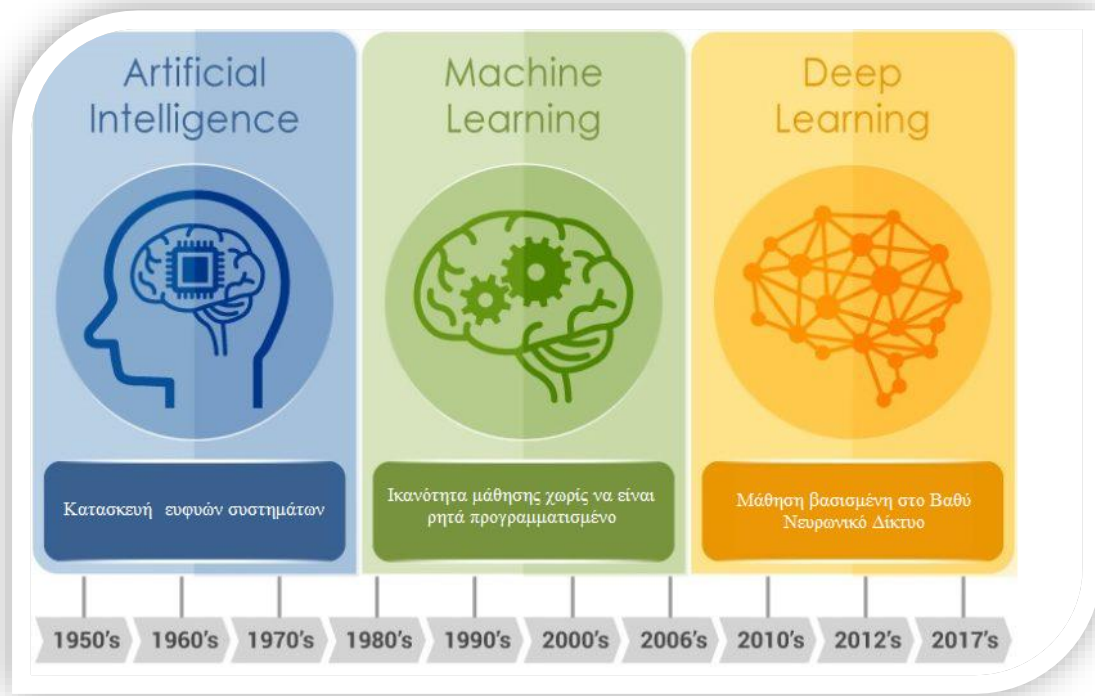 Artificial
Intelligence
Machine
Learning
Deep
Learning
Κατασκευή ευφυών συστημάτων
Ικανότητα μάθησης χωρίς να είναι
ρητά προγραμματισμένο
Μάθηση βασισμένη στο Βαθύ
Νευρωνικό Δίκτυο
1950's 1960's 1970's 1980's 1990's 2000's 2006's 2010's 2012's 2017's